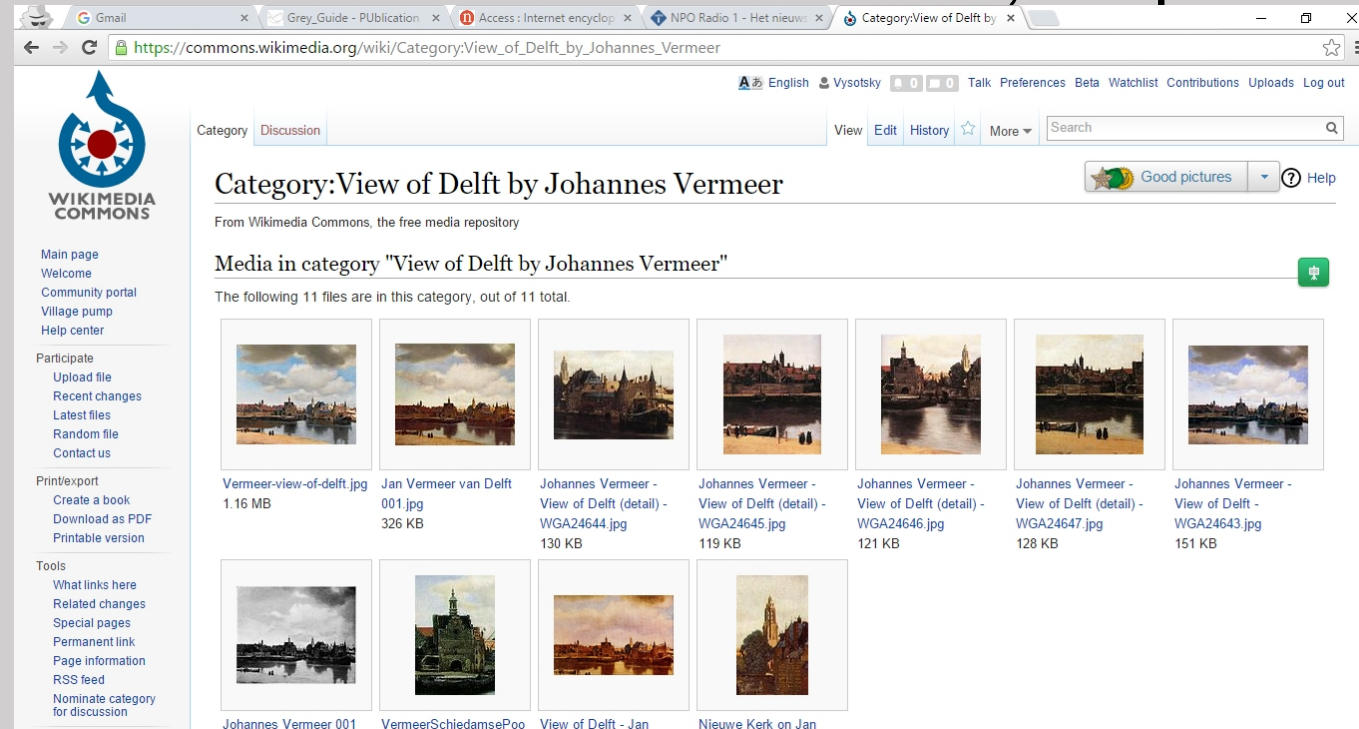 Gmail
Grey_Guide - PUblication
Access : Internet encyclop
NPO Radio 1 - Het nieuws
Category:View of Delft by
https://commons.wikimedia.org/wiki/Category:View_of_Delft_by_Johannes_Vermeer
English Vysotsky 0 0 Talk Preferences Beta Watchlist Contributions Uploads Log out
Category Discussion View Edit History More Search
WIKIMEDIA
COMMONS
Category:View of Delft by Johannes Vermeer
Good pictures
Help
From Wikimedia Commons, the free media repository
Media in category "View of Delft by Johannes Vermeer"
The following 11 files are in this category, out of 11 total.
Main page
Welcome
Community portal
Village pump
Help center
Participate
Upload file
Recent changes
Latest files
Random file
Contact us
Print/export
Create a book
Download as PDF
Printable version
Tools
What links here
Related changes
Special pages
Permanent link
Page information
RSS feed
Nominate category
for discussion
Vermeer-view-of-delft.jpg
1.16 MB
Jan Vermeer van Delft
001.jpg
326 KB
Johannes Vermeer -
View of Delft (detail) -
WGA24644.jpg
130 KB
Johannes Vermeer -
View of Delft (detail) -
WGA24645.jpg
119 KB
Johannes Vermeer -
View of Delft (detail) -
WGA24646.jpg
121 KB
Johannes Vermeer -
View of Delft (detail) -
WGA24647.jpg
128 KB
Johannes Vermeer -
View of Delft -
WGA24643.jpg
151 KB
Johannes Vermeer 001
VermeerSchiedamsePoo
View of Delft - Jan
Nieuwe Kerk on Jan